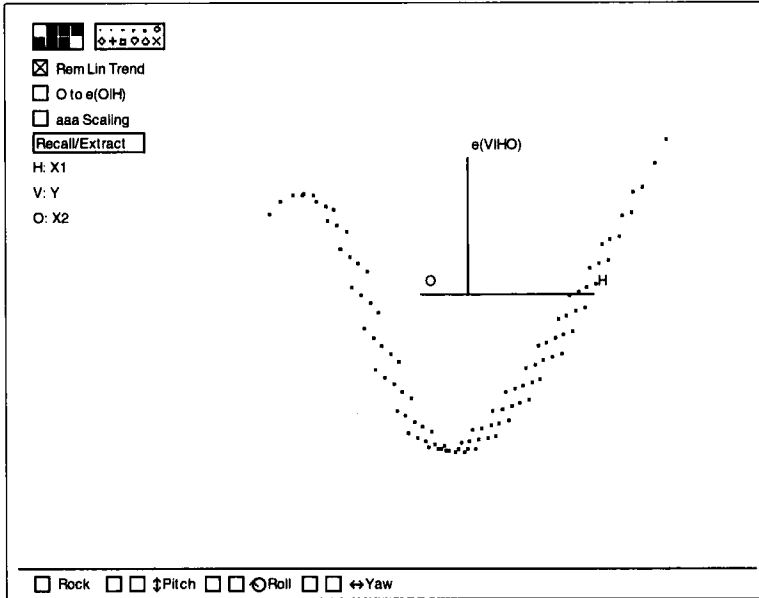 Rem Lin Trend
O to e(O|H)
aaa Scaling
Recall/Extract
H: X1
V: Y
O: X2
e(V|HO)
O
H
Rock Pitch Roll Yaw